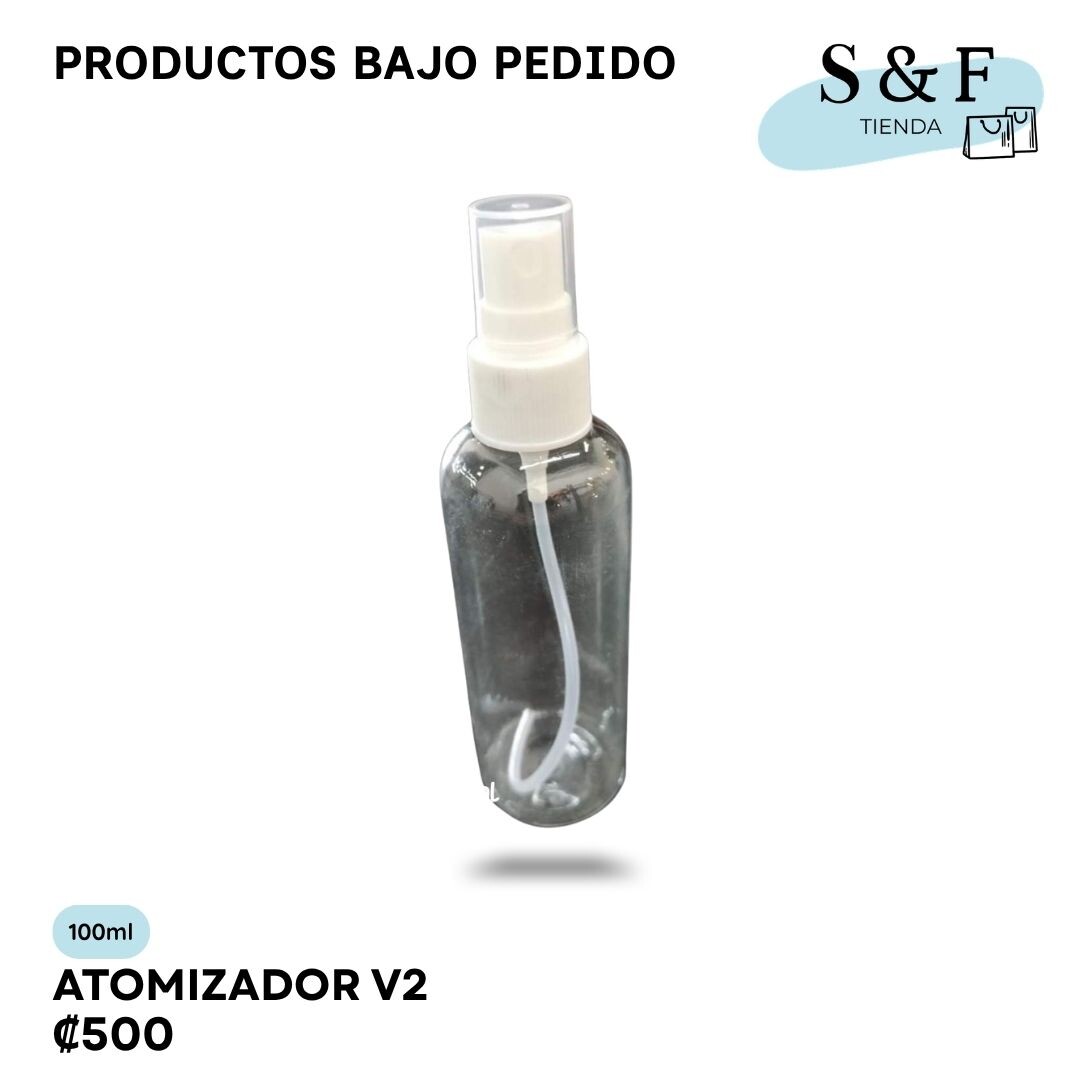 PRODUCTOS BAJO PEDIDO
S & F
TIENDA
100ml
ATOMIZADOR V2
₡500